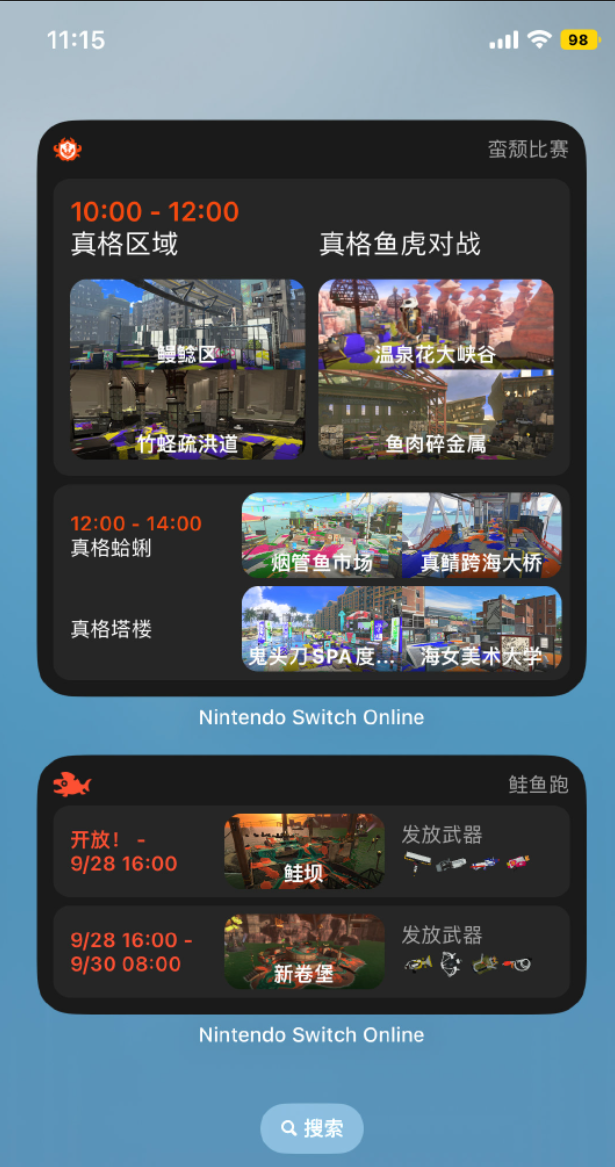 11:15
98
蛮颓比赛
10:00 - 12:00
真格区域
真格鱼虎对战
鳗鲶区
温泉花大峡谷
竹蛏疏洪道
鱼肉碎金属
12:00 - 14:00
真格蛤蜊
烟管鱼市场
真鲭跨海大桥
真格塔楼
鬼头刀SPA度...
海女美术大学
Nintendo Switch Online
鲑鱼跑
开放！ -
9/28 16:00
鲑坝
发放武器
9/28 16:00 -
9/30 08:00
新卷堡
发放武器
Nintendo Switch Online
搜索